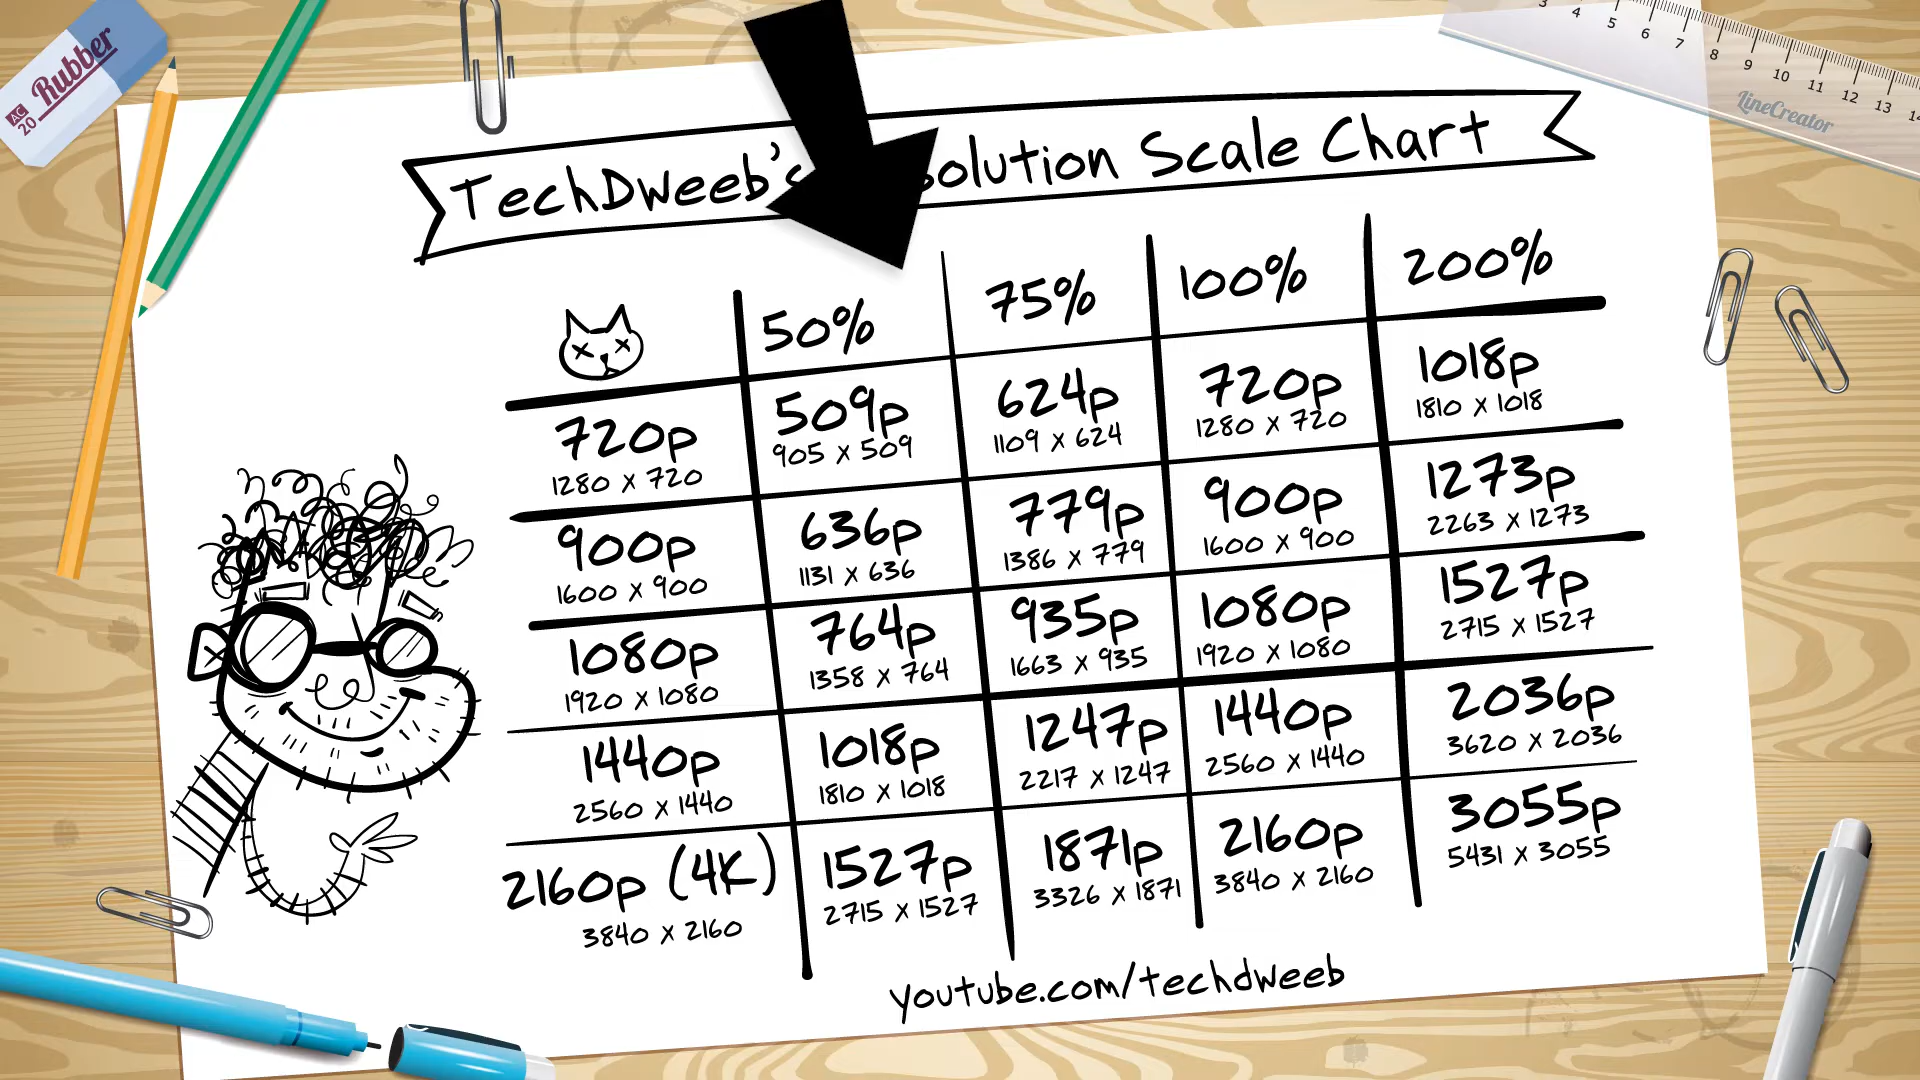 AC
20
Rubber
3 4 5 6 7 8 9 10 11 12 13
LineCreator
TechDweeb's Scale Chart
50% 75% 100% 200%
720p 509p 624p 720p 1018p
1280 x 720 905 x 509 1109 x 624 1280 x 720 1810 x 1018
900p 636p 779p 900p 1273p
1600 x 900 1131 x 636 1386 x 779 1600 x 900 2263 x 1273
1080p 764p 935p 1080p 1527p
1920 x 1080 1358 x 764 1663 x 935 1920 x 1080 2715 x 1527
1440p 1018p 1247p 1440p 2036p
2560 x 1440 1810 x 1018 2217 x 1247 2560 x 1440 3620 x 2036
2160p (4K) 1527p 1871p 2160p 3055p
3840 x 2160 2715 x 1527 3326 x 1871 3840 x 2160 5431 x 3055
youtube.com/techdweeb